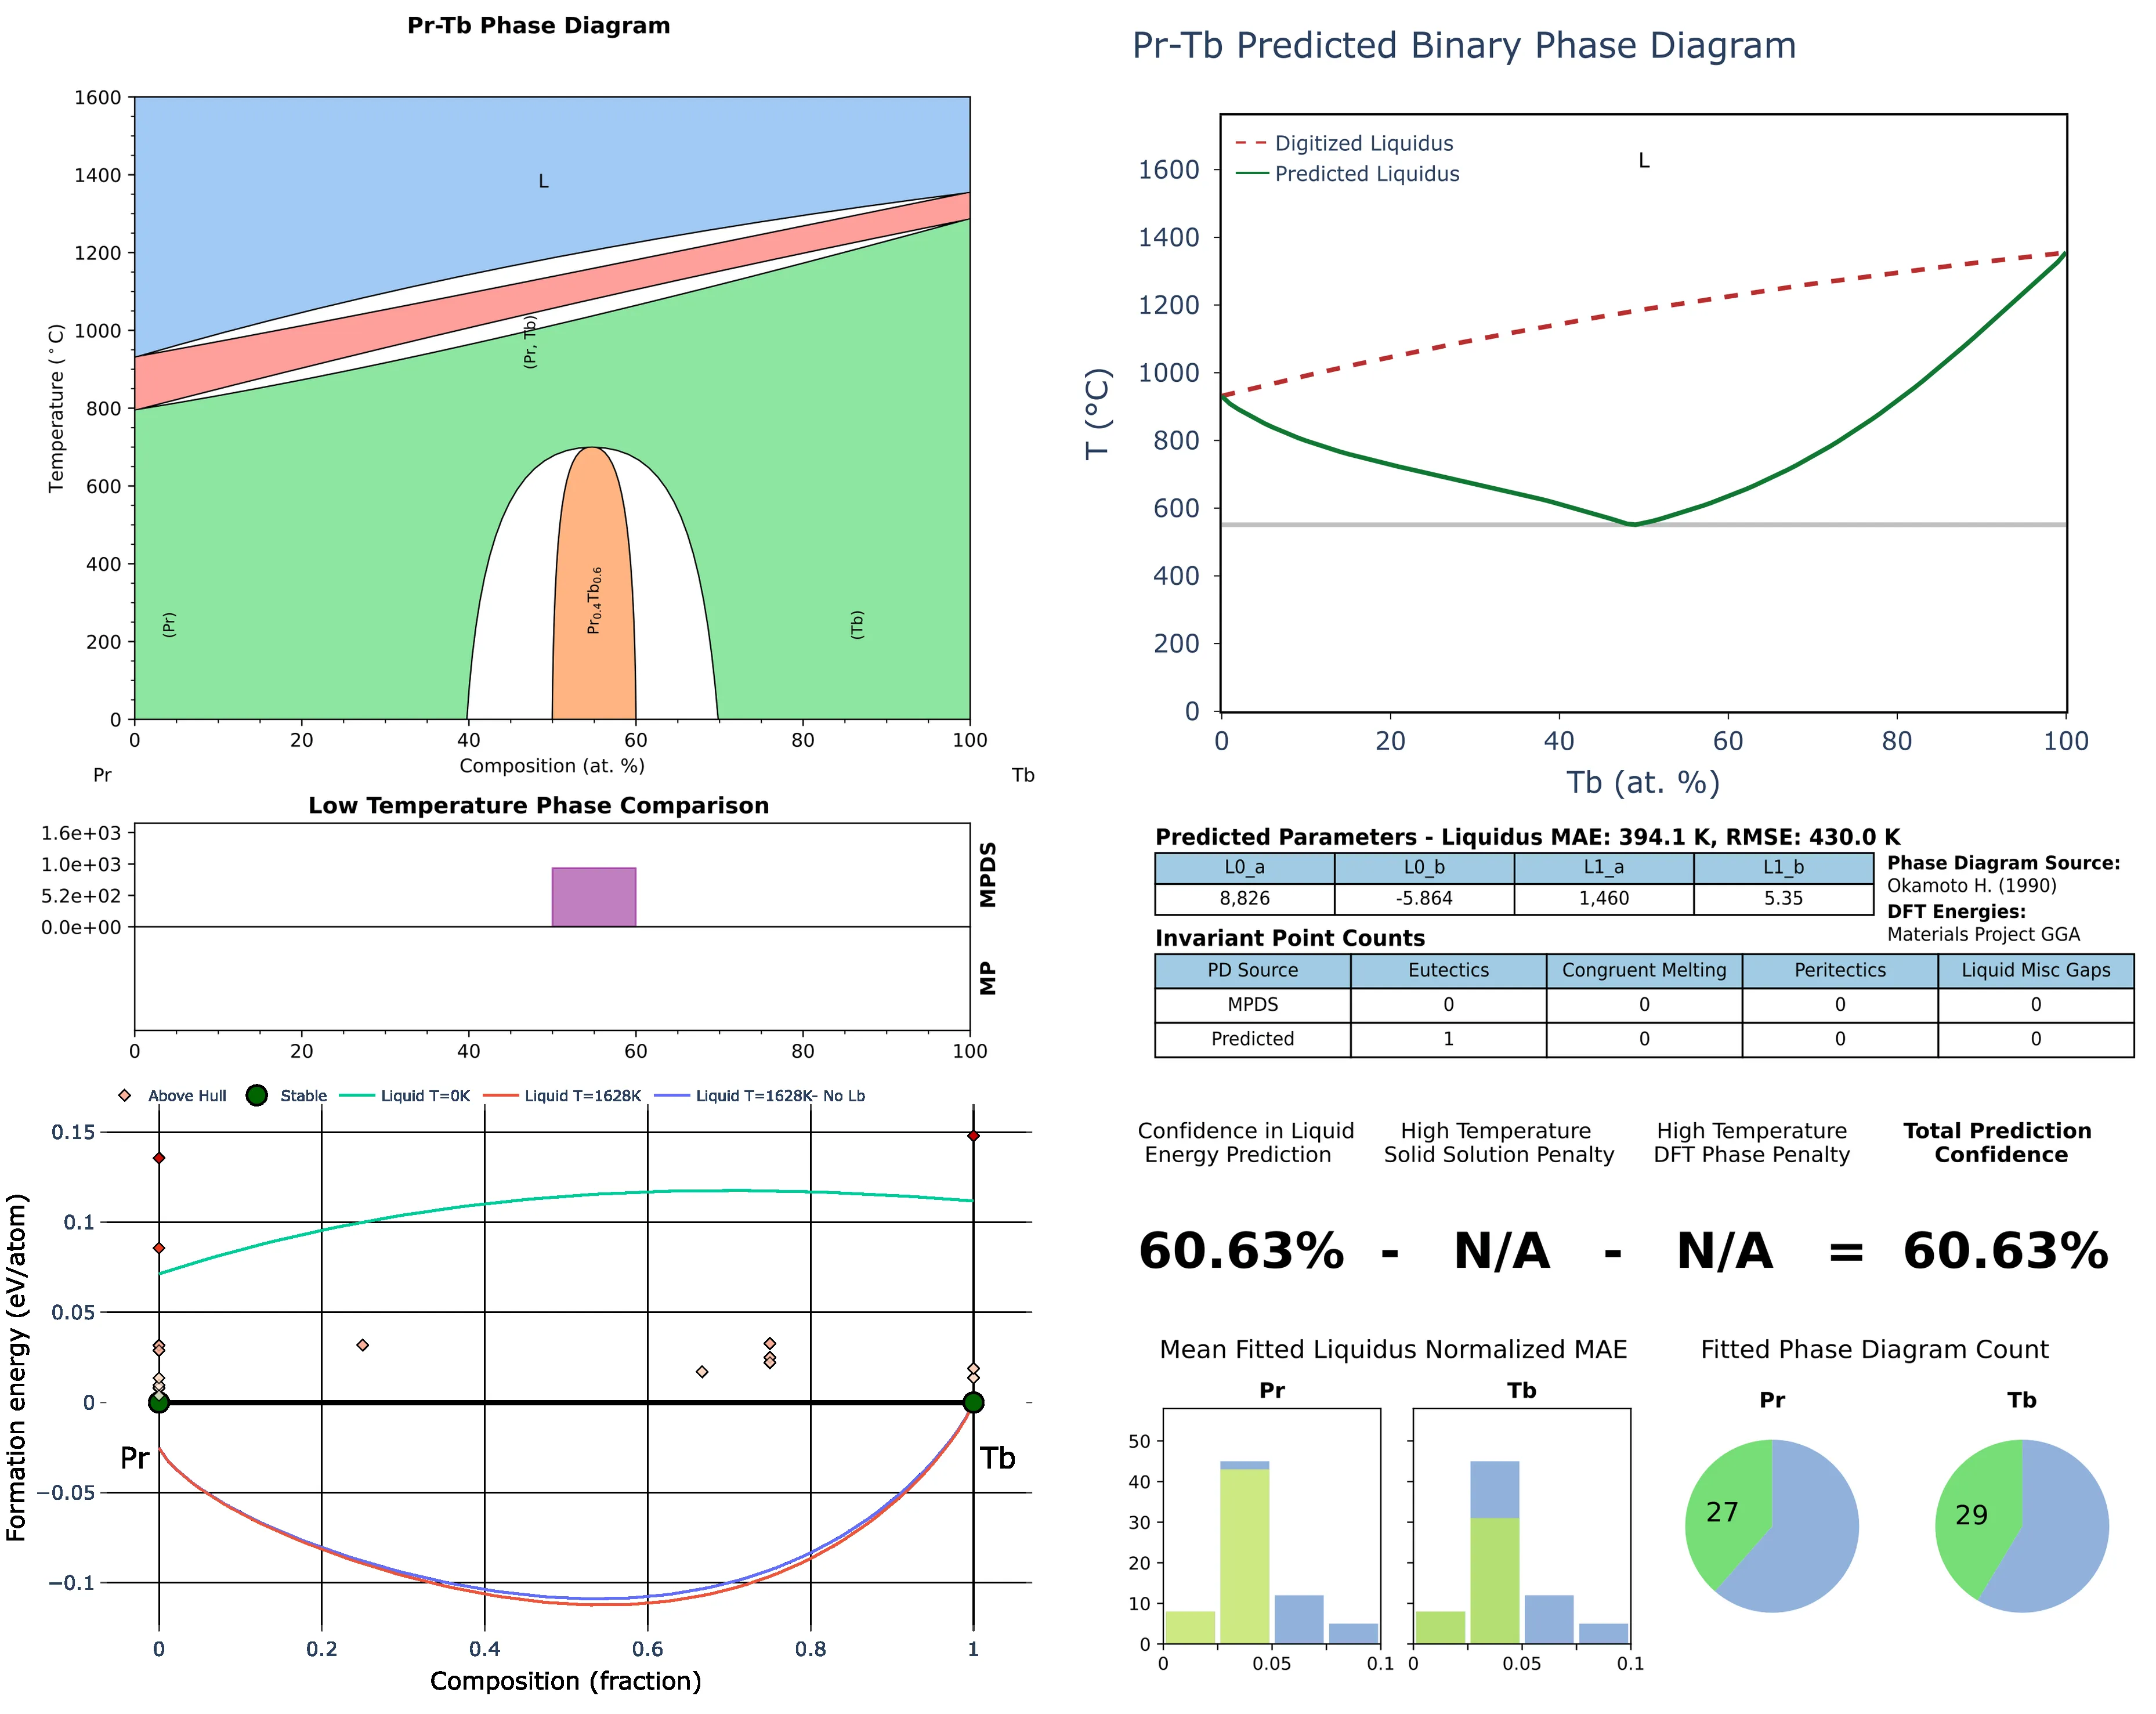 Pr-Tb Phase Diagram
1600
1400
1200
1000
800
600
400
200
0
Temperature (°C)
L
(Pr, Tb)
(Pr)
Pr0.4Tb0.6
(Tb)
0 20 40 60 80 100
Composition (at. %)
Pr Tb
Low Temperature Phase Comparison
1.6e+03
1.0e+03
5.2e+02
0.0e+00
MPDS
MP
0 20 40 60 80 100
Above Hull Stable Liquid T=0K Liquid T=1628K Liquid T=1628K- No Lb
0.15
0.1
0.05
0
−0.05
−0.1
Formation energy (eV/atom)
Pr Tb
0 0.2 0.4 0.6 0.8 1
Composition (fraction)
Pr-Tb Predicted Binary Phase Diagram
Digitized Liquidus
Predicted Liquidus
L
1600
1400
1200
1000
800
600
400
200
0
T (°C)
0 20 40 60 80 100
Tb (at. %)
Predicted Parameters - Liquidus MAE: 394.1 K, RMSE: 430.0 K
L0_a L0_b L1_a L1_b
8,826 -5.864 1,460 5.35
Phase Diagram Source:
Okamoto H. (1990)
DFT Energies:
Materials Project GGA
Invariant Point Counts
PD Source Eutectics Congruent Melting Peritectics Liquid Misc Gaps
MPDS 0 0 0 0
Predicted 1 0 0 0
Confidence in Liquid
Energy Prediction
High Temperature
Solid Solution Penalty
High Temperature
DFT Phase Penalty
Total Prediction
Confidence
60.63% - N/A - N/A = 60.63%
Mean Fitted Liquidus Normalized MAE
Pr Tb
50
40
30
20
10
0
0 0.05 0.1 0 0.05 0.1
Fitted Phase Diagram Count
Pr Tb
27 29